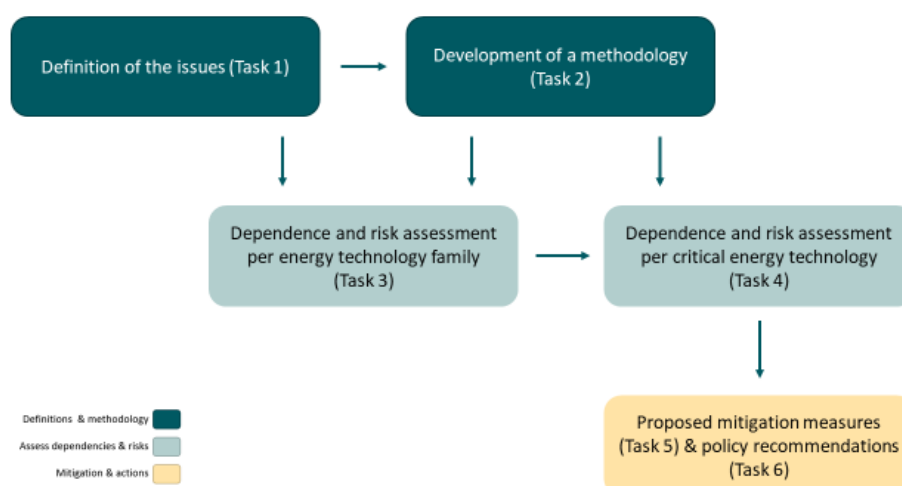 Definition of the issues (Task 1)
Development of a methodology
(Task 2)
Dependence and risk assessment
per energy technology family
(Task 3)
Dependence and risk assessment
per critical energy technology
(Task 4)
Proposed mitigation measures
(Task 5) & policy recommendations
(Task 6)
Definitions & methodology
Assess dependencies & risks
Mitigation & actions